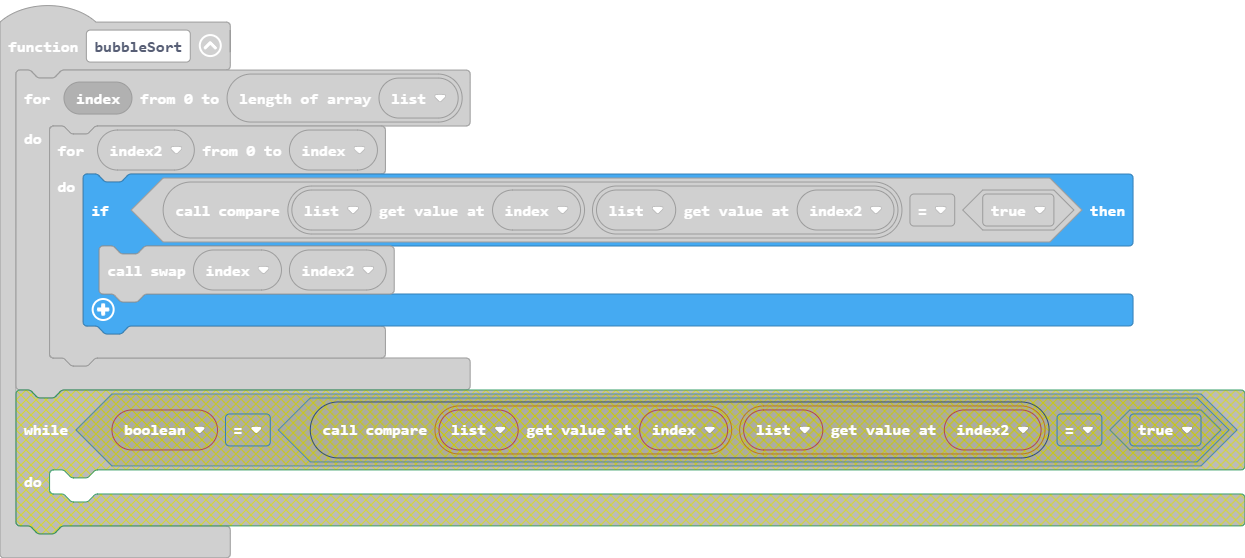 function bubbleSort
for index from 0 to length of array list
do for index2 from 0 to index
do if call compare list get value at index list get value at index2 = true then
call swap index index2
while boolean = call compare list get value at index list get value at index2 = true
do